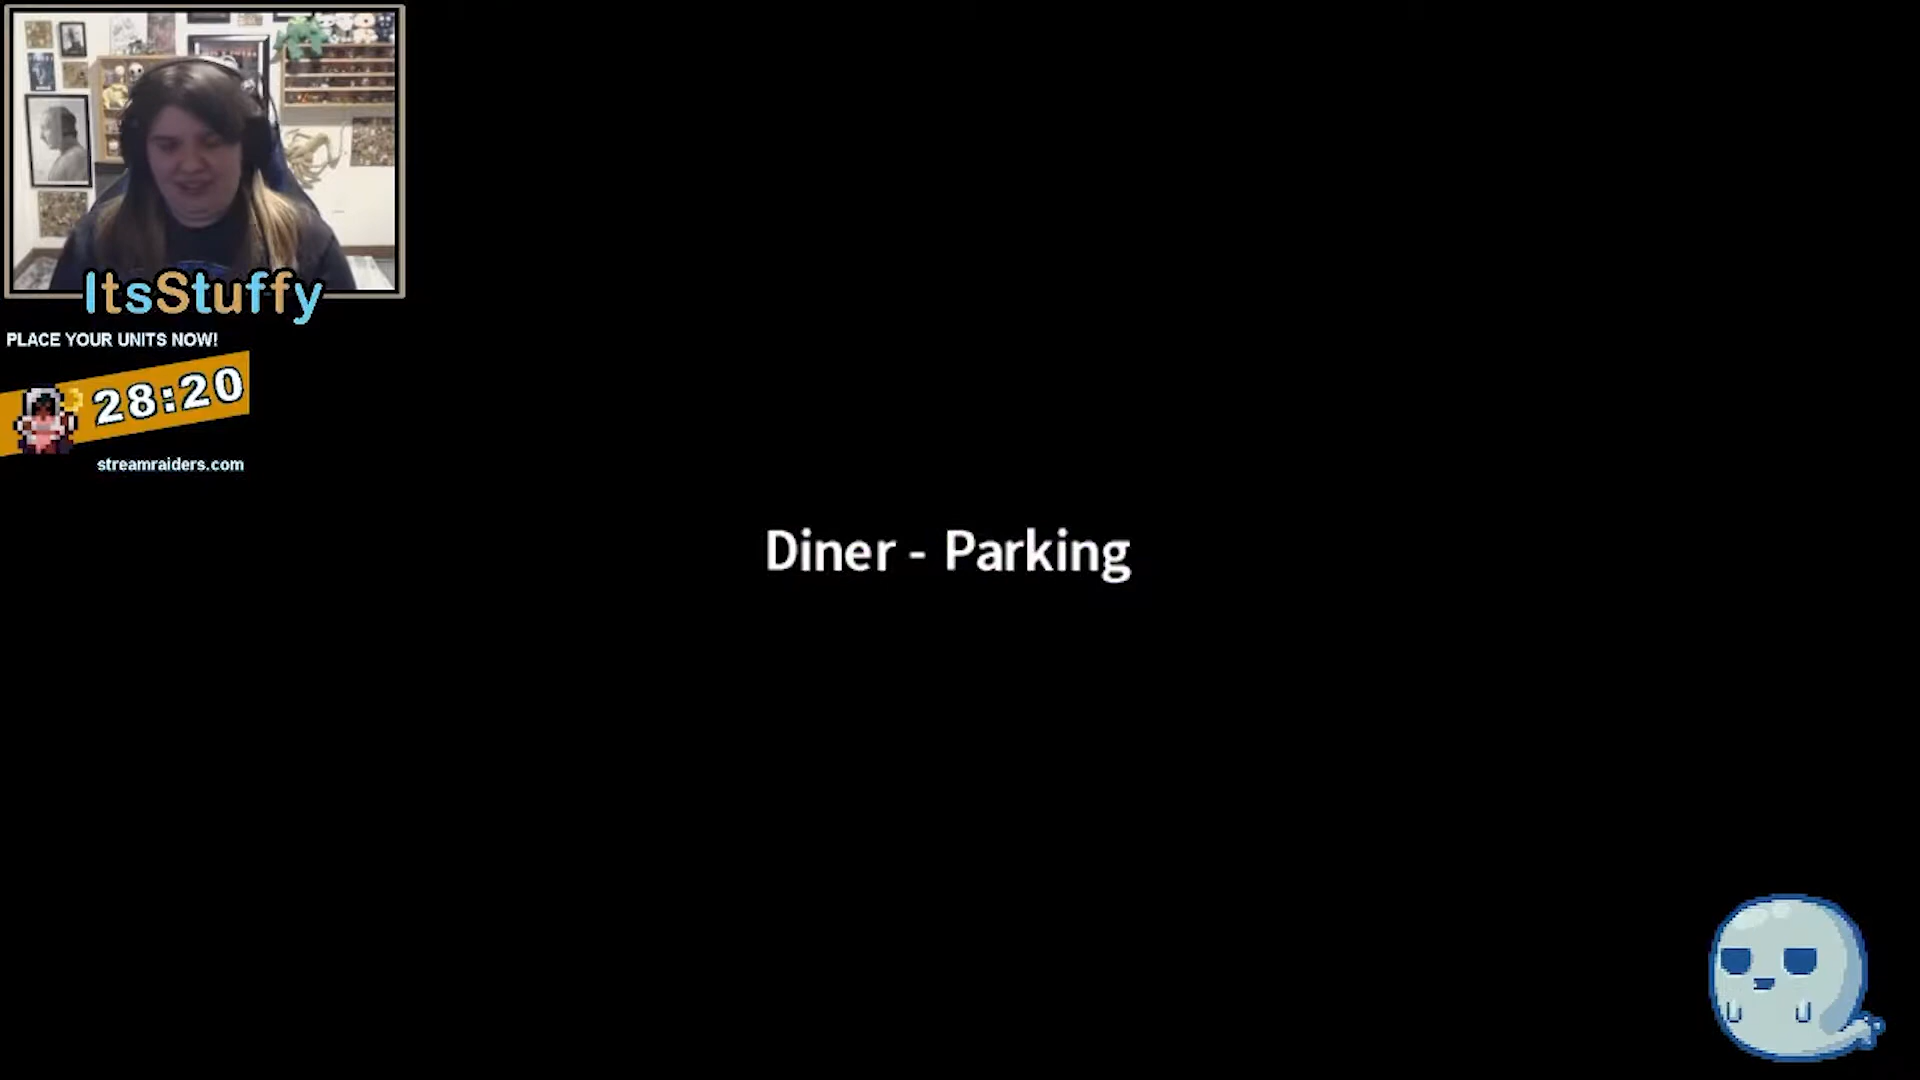 ItsStuffy
PLACE YOUR UNITS NOW!
28:20
streamraiders.com
Diner - Parking